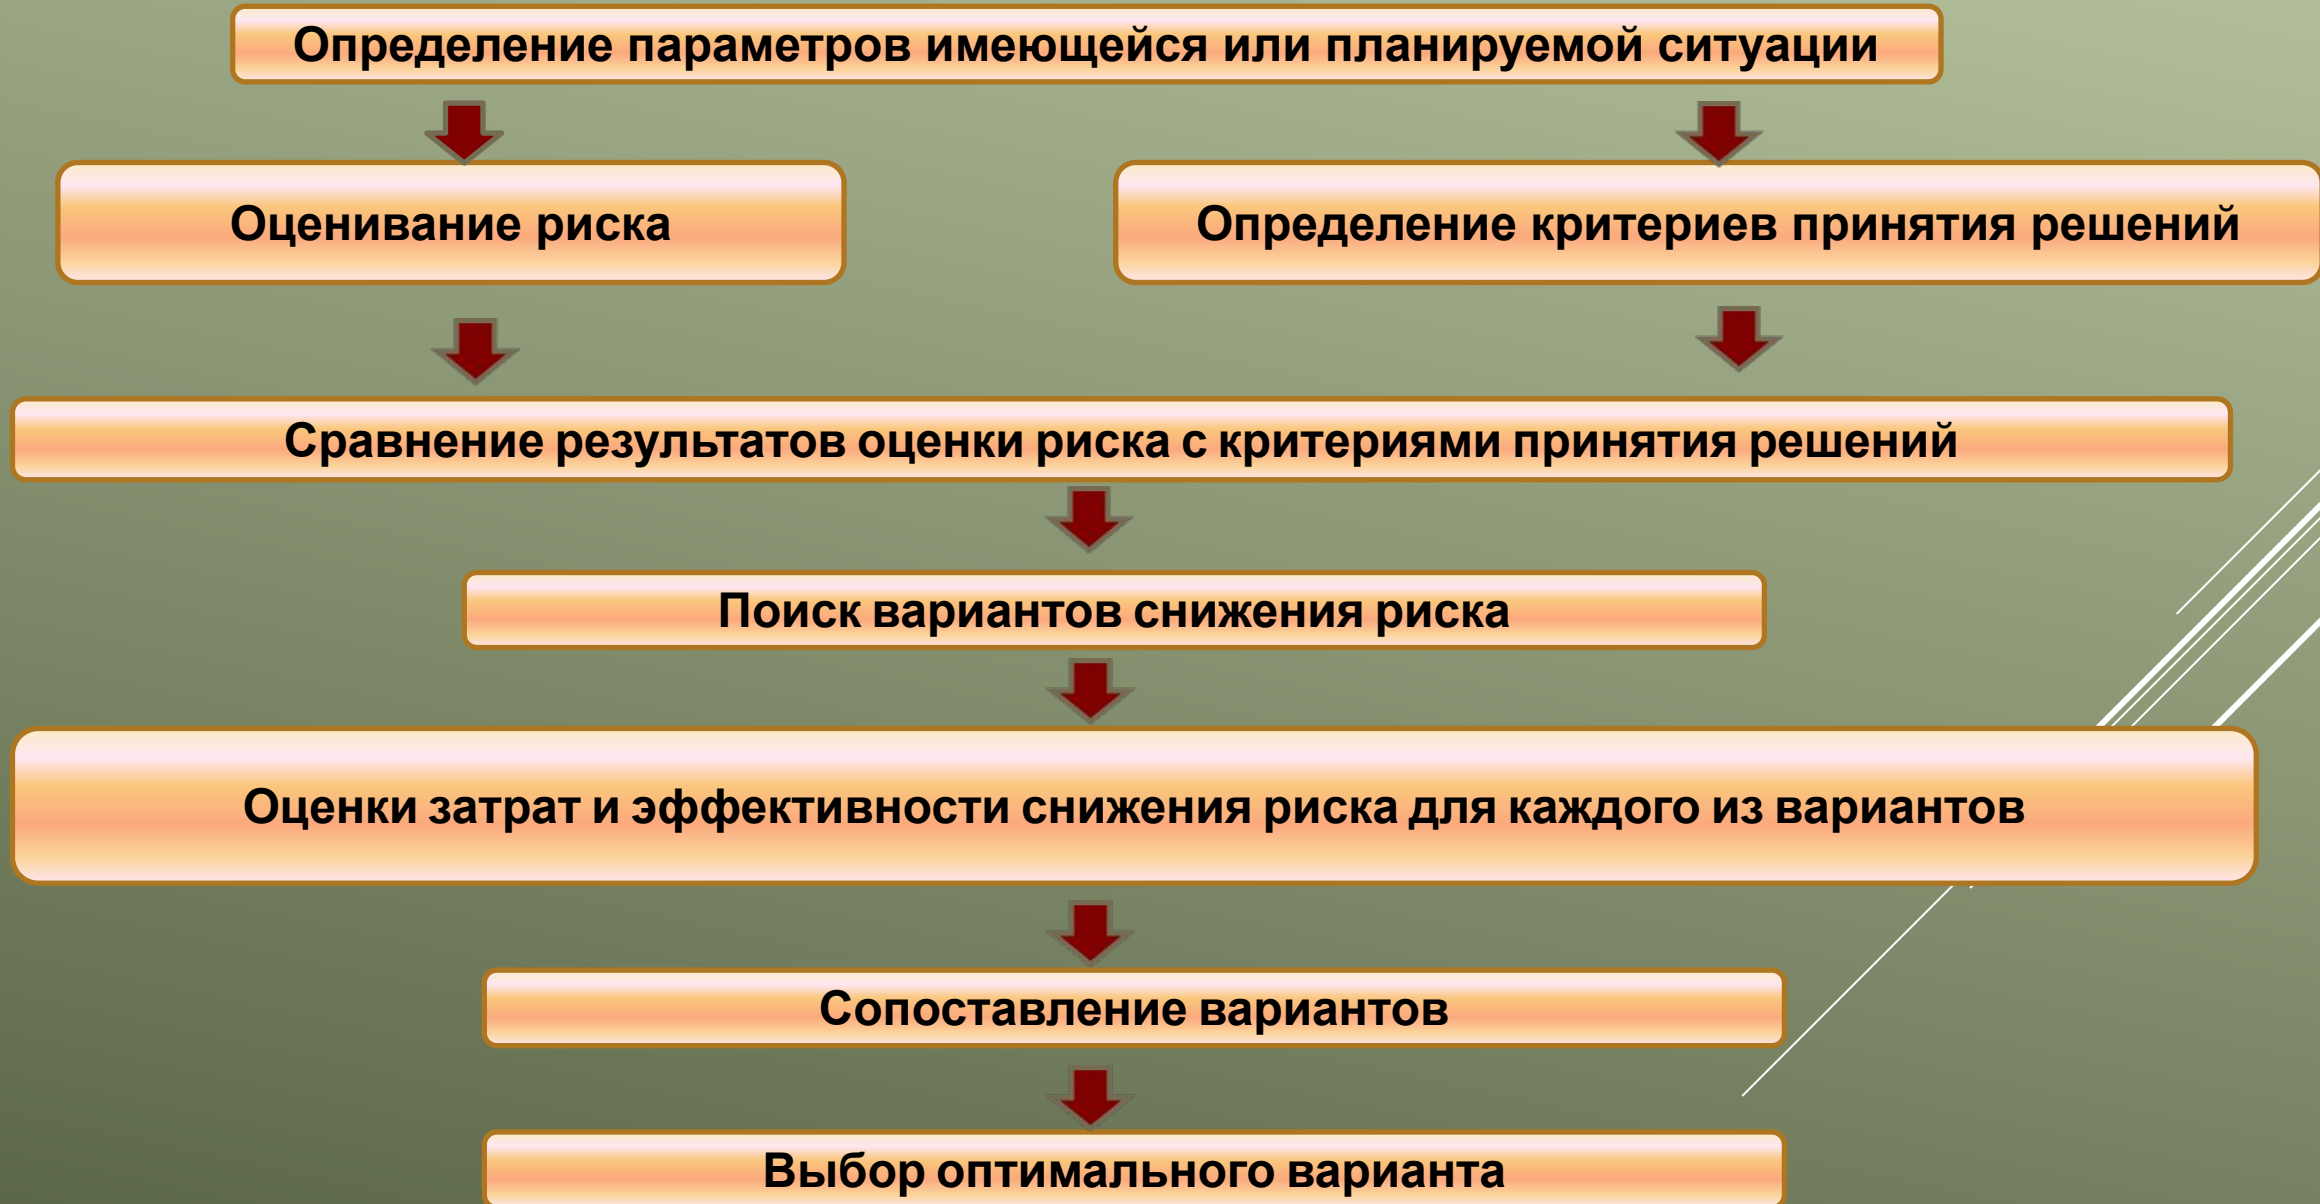 Определение параметров имеющейся или планируемой ситуации
Оценивание риска
Определение критериев принятия решений
Сравнение результатов оценки риска с критериями принятия решений
Поиск вариантов снижения риска
Оценки затрат и эффективности снижения риска для каждого из вариантов
Сопоставление вариантов
Выбор оптимального варианта